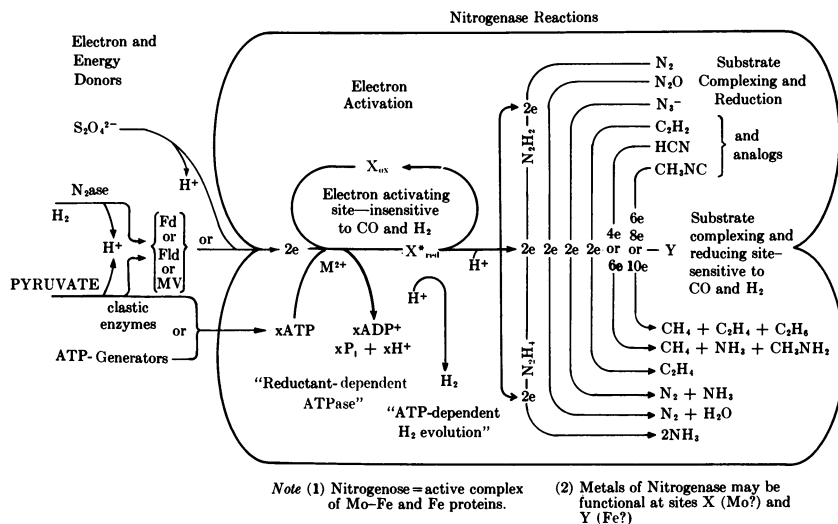 Nitrogenase Reactions
Electron and
Energy
Donors
S₂O₄²⁻
H⁺
N₂ase
H₂
H⁺
PYRUVATE
clastic
enzymes
or
ATP-Generators
Fd
or
Fld
or
MV
or
Electron
Activation
X_ox
Electron activating
site—insensitive
to CO and H₂
2e
M²⁺
X*_red
H⁺
H⁺
xATP
xADP⁺
xP₁ + xH⁺
H₂
“Reductant-dependent
ATPase”
“ATP-dependent
H₂ evolution”
2e
N₂H₂
2e
N₂H₄
2e
2e
2e
2e
4e
or
6e
6e
8e
or
10e
Y
N₂
N₂O
N₃⁻
C₂H₂
HCN
CH₃NC
and
analogs
Substrate
Complexing and
Reduction
Substrate
complexing and
reducing site—
sensitive to
CO and H₂
CH₄ + C₂H₄ + C₂H₆
CH₄ + NH₃ + CH₃NH₂
C₂H₄
N₂ + NH₃
N₂ + H₂O
2NH₃
Note (1) Nitrogenose=active complex
of Mo–Fe and Fe proteins.
(2) Metals of Nitrogenase may be
functional at sites X (Mo?) and
Y (Fe?)